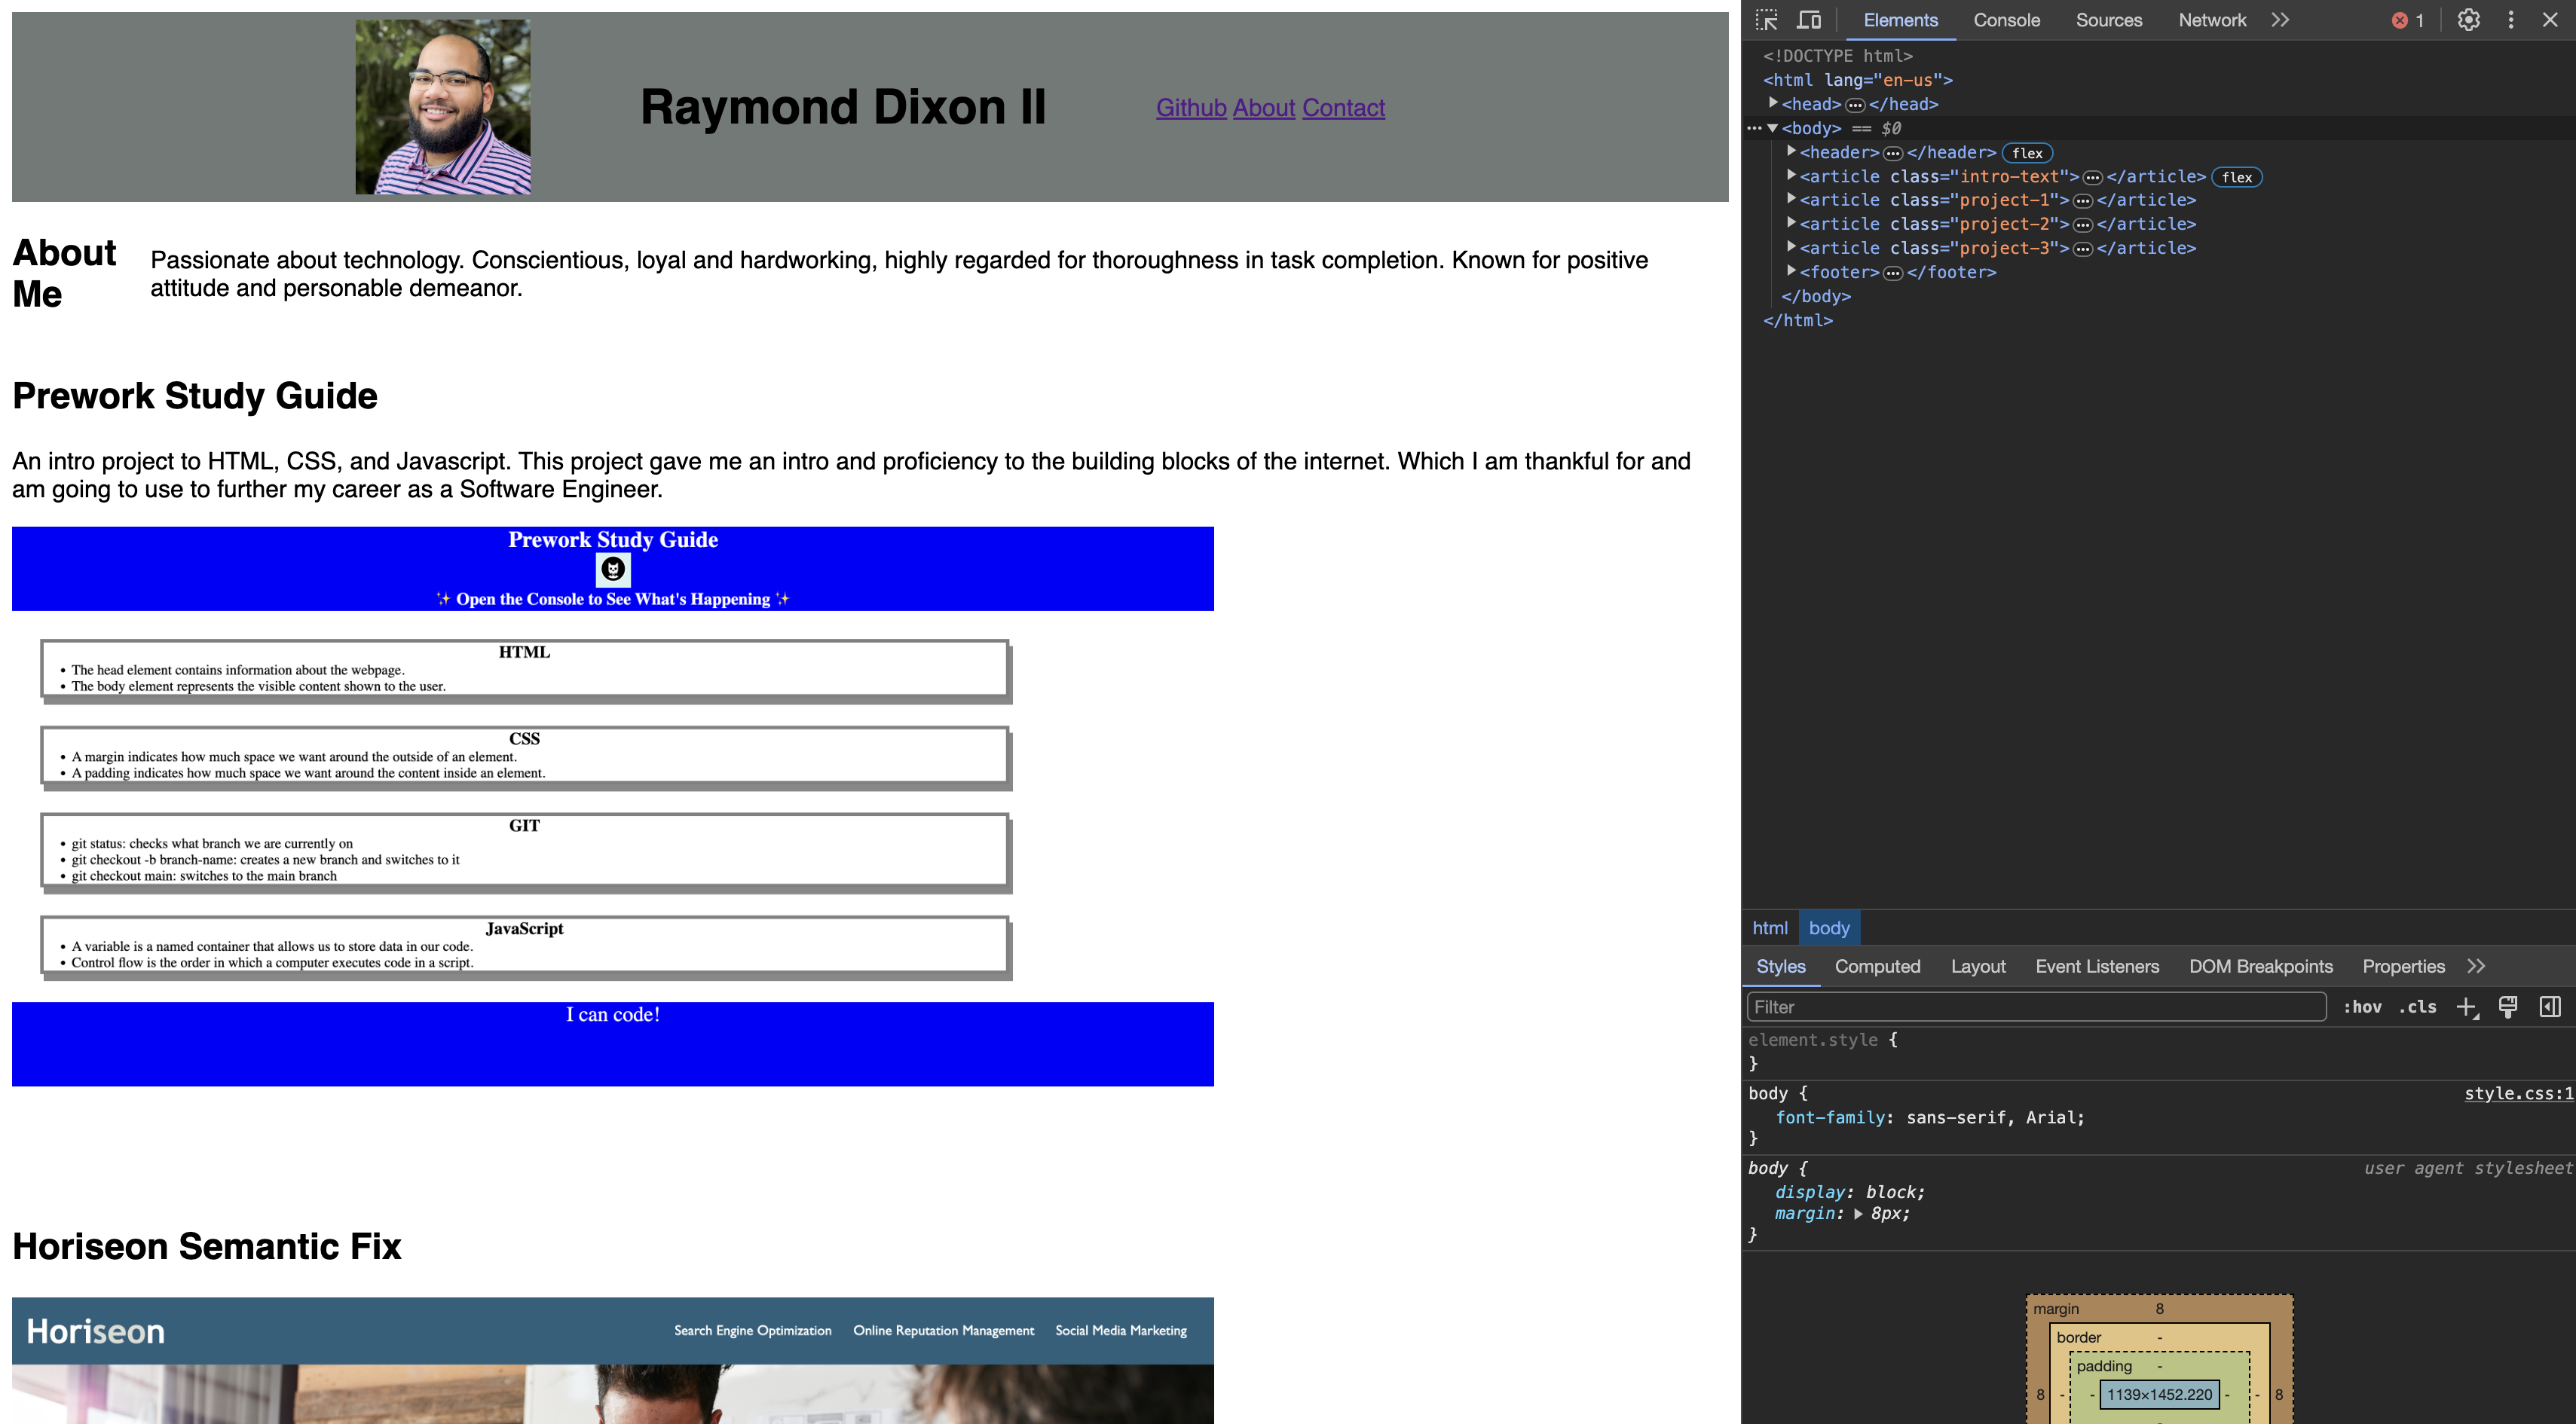 Raymond Dixon II
Github About Contact
About
Me
Passionate about technology. Conscientious, loyal and hardworking, highly regarded for thoroughness in task completion. Known for positive
attitude and personable demeanor.
Prework Study Guide
An intro project to HTML, CSS, and Javascript. This project gave me an intro and proficiency to the building blocks of the internet. Which I am thankful for and
am going to use to further my career as a Software Engineer.
Prework Study Guide
✨ Open the Console to See What's Happening ✨
HTML
• The head element contains information about the webpage.
• The body element represents the visible content shown to the user.
CSS
• A margin indicates how much space we want around the outside of an element.
• A padding indicates how much space we want around the content inside an element.
GIT
• git status: checks what branch we are currently on
• git checkout -b branch-name: creates a new branch and switches to it
• git checkout main: switches to the main branch
JavaScript
• A variable is a named container that allows us to store data in our code.
• Control flow is the order in which a computer executes code in a script.
I can code!
Horiseon Semantic Fix
Horiseon
Search Engine Optimization Online Reputation Management Social Media Marketing
Elements Console Sources Network 1
<!DOCTYPE html>
<html lang="en-us">
<head> ••• </head>
••• <body> == $0
<header> ••• </header> flex
<article class="intro-text"> ••• </article> flex
<article class="project-1"> ••• </article>
<article class="project-2"> ••• </article>
<article class="project-3"> ••• </article>
<footer> ••• </footer>
</body>
</html>
html body
Styles Computed Layout Event Listeners DOM Breakpoints Properties
Filter :hov .cls
element.style {
}
body { style.css:1
font-family: sans-serif, Arial;
}
body { user agent stylesheet
display: block;
margin: 8px;
}
margin 8
border -
padding -
8 - - 1139×1452.220 - - 8